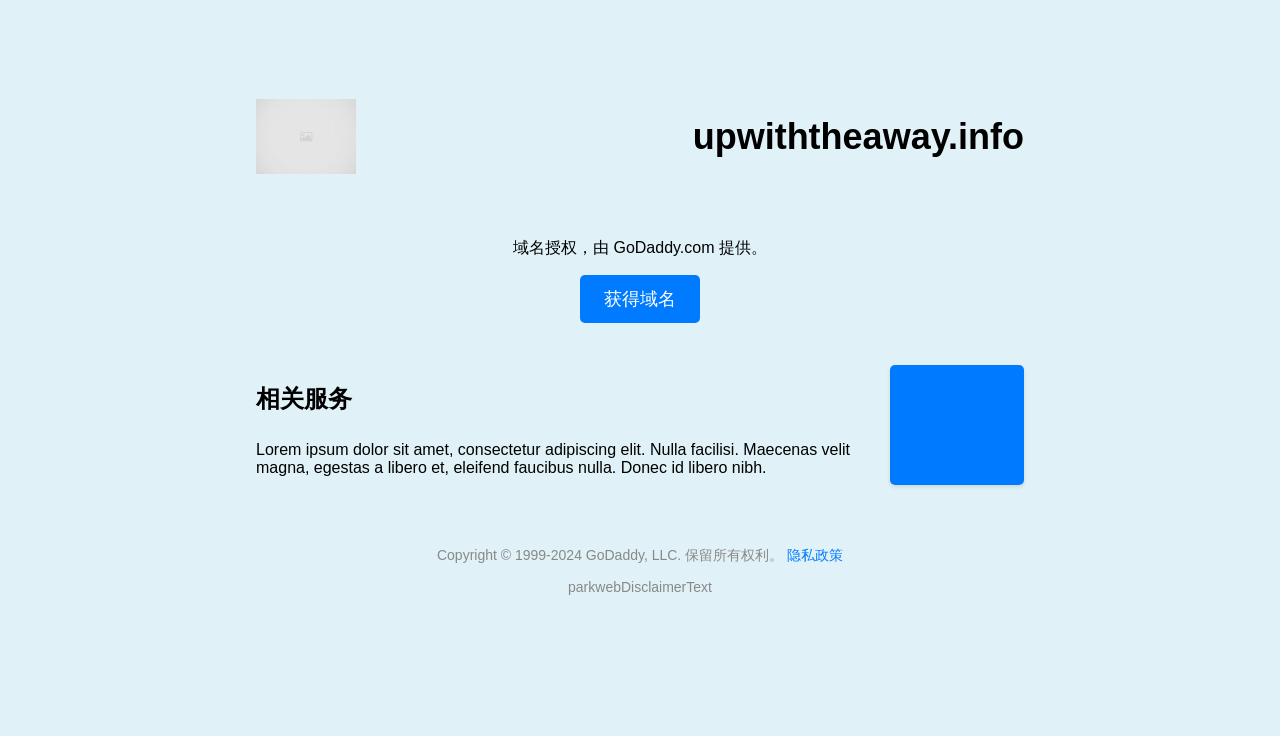 upwiththeaway.info
域名授权，由 GoDaddy.com 提供。
获得域名
相关服务
Lorem ipsum dolor sit amet, consectetur adipiscing elit. Nulla facilisi. Maecenas velit
magna, egestas a libero et, eleifend faucibus nulla. Donec id libero nibh.
Copyright © 1999-2024 GoDaddy, LLC. 保留所有权利。 隐私政策
parkwebDisclaimerText